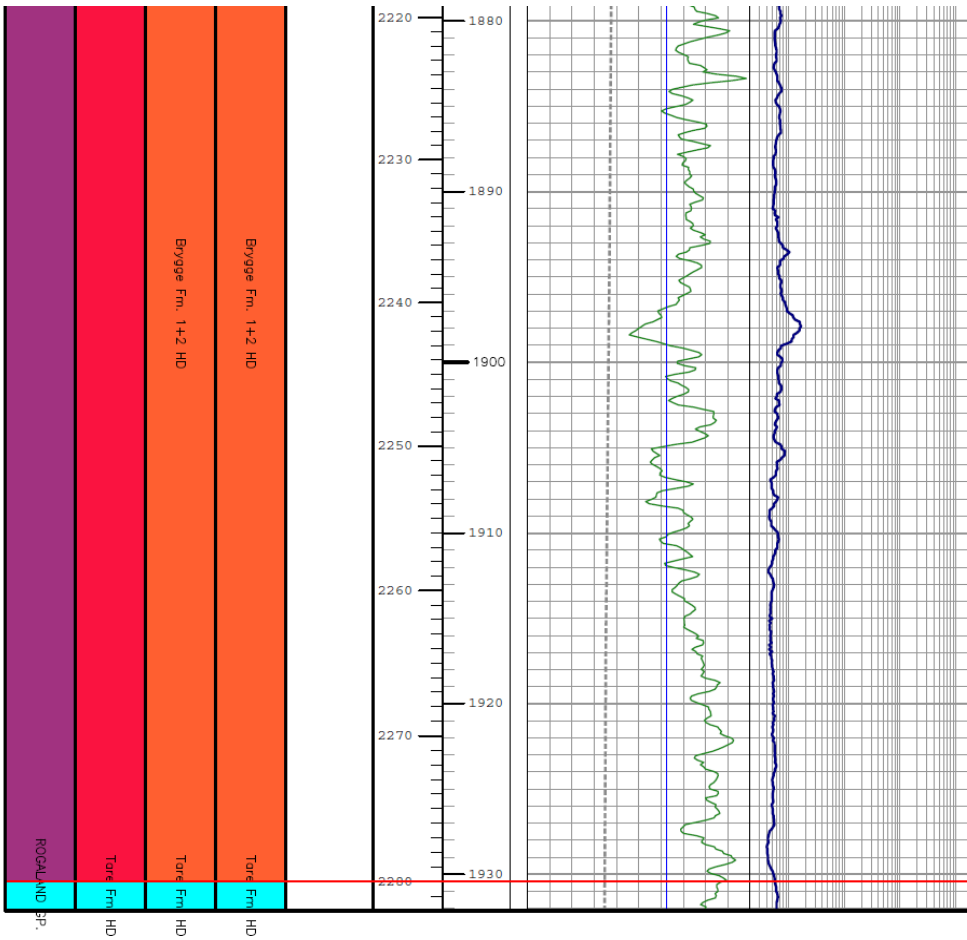 2220
1880
2230
1890
Brygge Fm. 1+2 HD
Brygge Fm. 1+2 HD
2240
1900
2250
1910
2260
1920
2270
ROGALAND GP.
Tare Fm HD
Tare Fm HD
Tare Fm HD
1930
2280